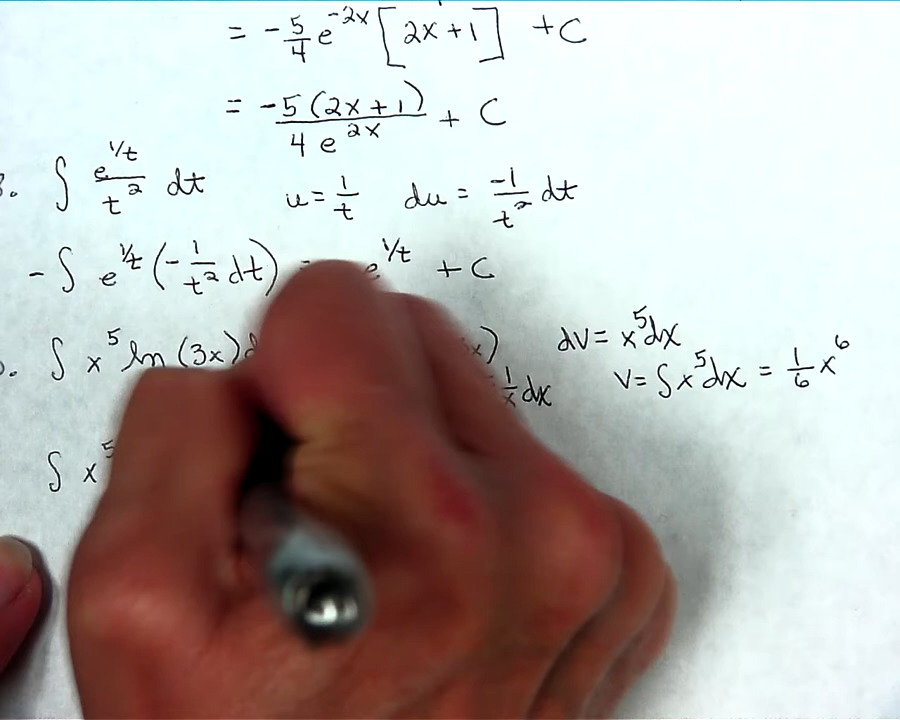 = -5/4 e^{-2x} [2x + 1] + C
= -5(2x + 1)/4e^{2x} + C
. ∫ e^{1/t}/t^2 dt u = 1/t du = -1/t^2 dt
- ∫ e^{1/t} (-1/t^2 dt) e^{1/t} + C
. ∫ x^5 ln (3x) x) dv = x^5 dx
1/x dx v = ∫ x^5 dx = 1/6 x^6
∫ x^5